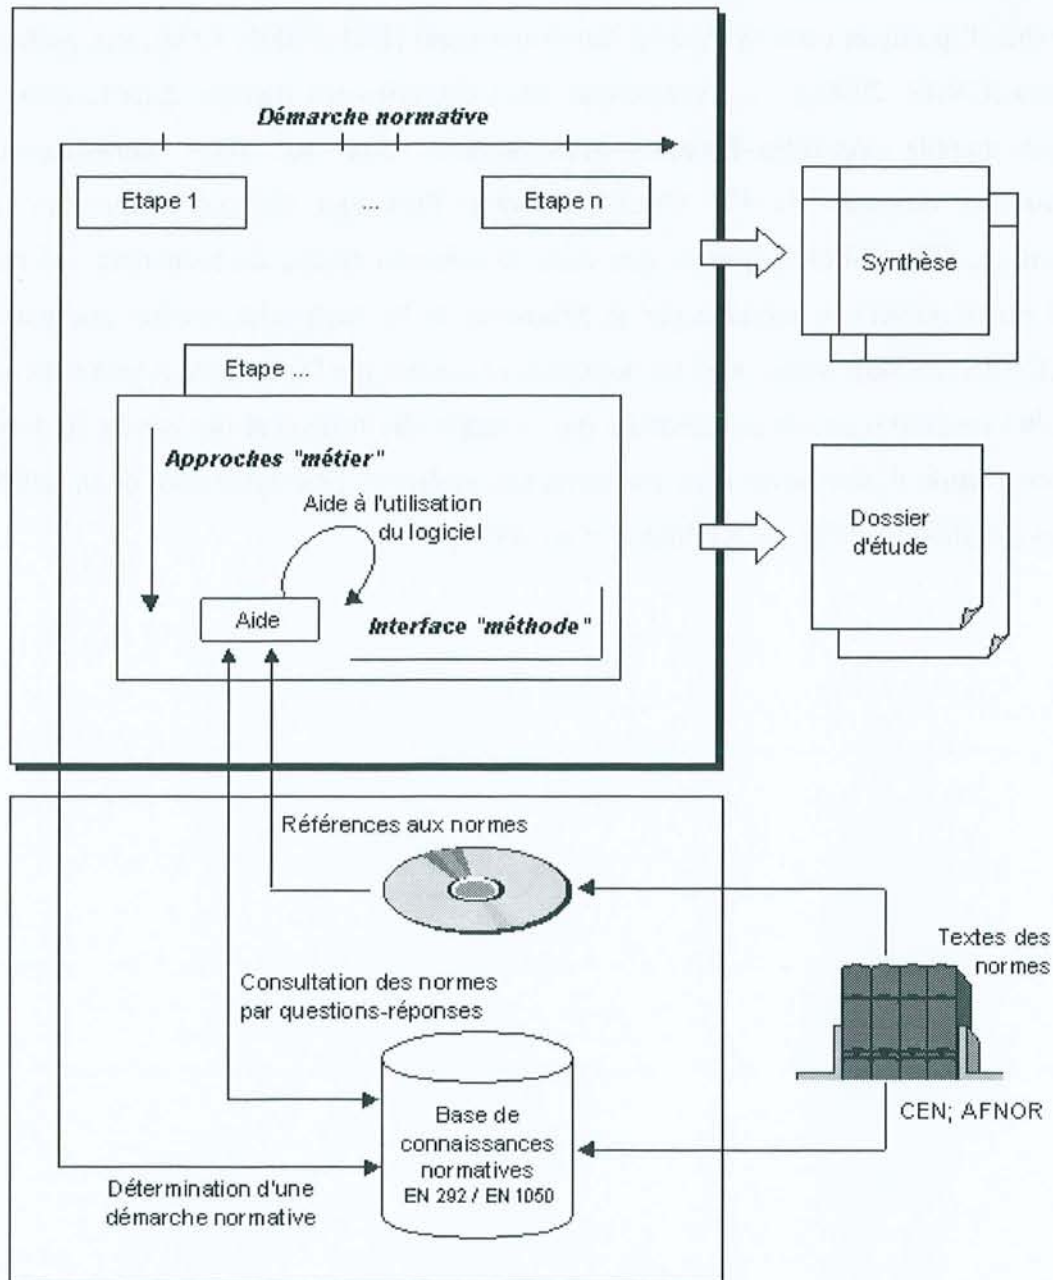 Démarche normative
Etape 1
...
Etape n
Synthèse
Etape ...
Approches "métier"
Aide à l'utilisation
du logiciel
Aide
Interface "méthode"
Dossier
d'étude
Références aux normes
Textes des
normes
Consultation des normes
par questions-réponses
CEN; AFNOR
Base de
connaissances
normatives
EN 292 / EN 1050
Détermination d'une
démarche normative